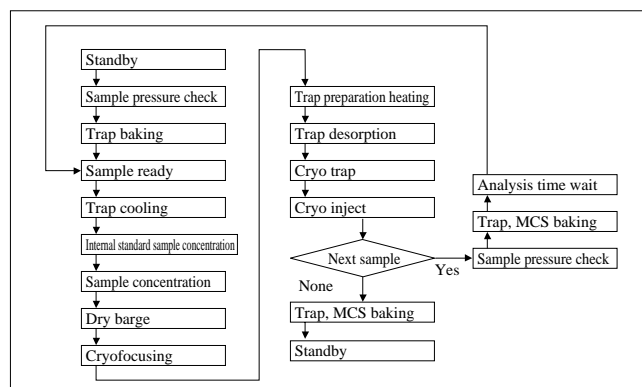 Standby
Sample pressure check
Trap baking
Sample ready
Trap cooling
Internal standard sample concentration
Sample concentration
Dry barge
Cryofocusing
Trap preparation heating
Trap desorption
Cryo trap
Cryo inject
Next sample
Yes
None
Trap, MCS baking
Standby
Sample pressure check
Trap, MCS baking
Analysis time wait